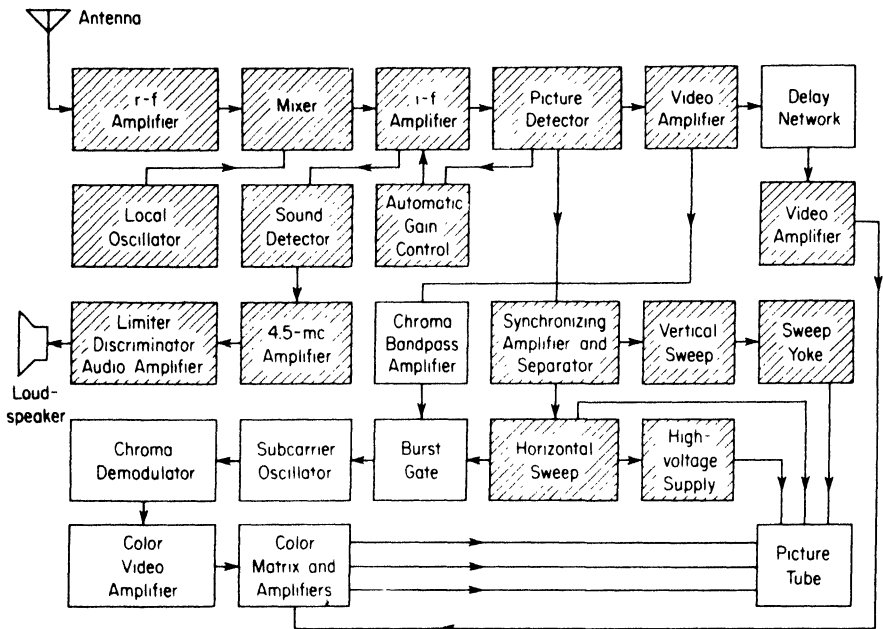 Antenna
r-f
Amplifier
Mixer
i-f
Amplifier
Picture
Detector
Video
Amplifier
Delay
Network
Local
Oscillator
Sound
Detector
Automatic
Gain
Control
Video
Amplifier
Loud-
speaker
Limiter
Discriminator
Audio Amplifier
4.5-mc
Amplifier
Chroma
Bandpass
Amplifier
Synchronizing
Amplifier and
Separator
Vertical
Sweep
Sweep
Yoke
Chroma
Demodulator
Subcarrier
Oscillator
Burst
Gate
Horizontal
Sweep
High-
voltage
Supply
Color
Video
Amplifier
Color
Matrix and
Amplifiers
Picture
Tube